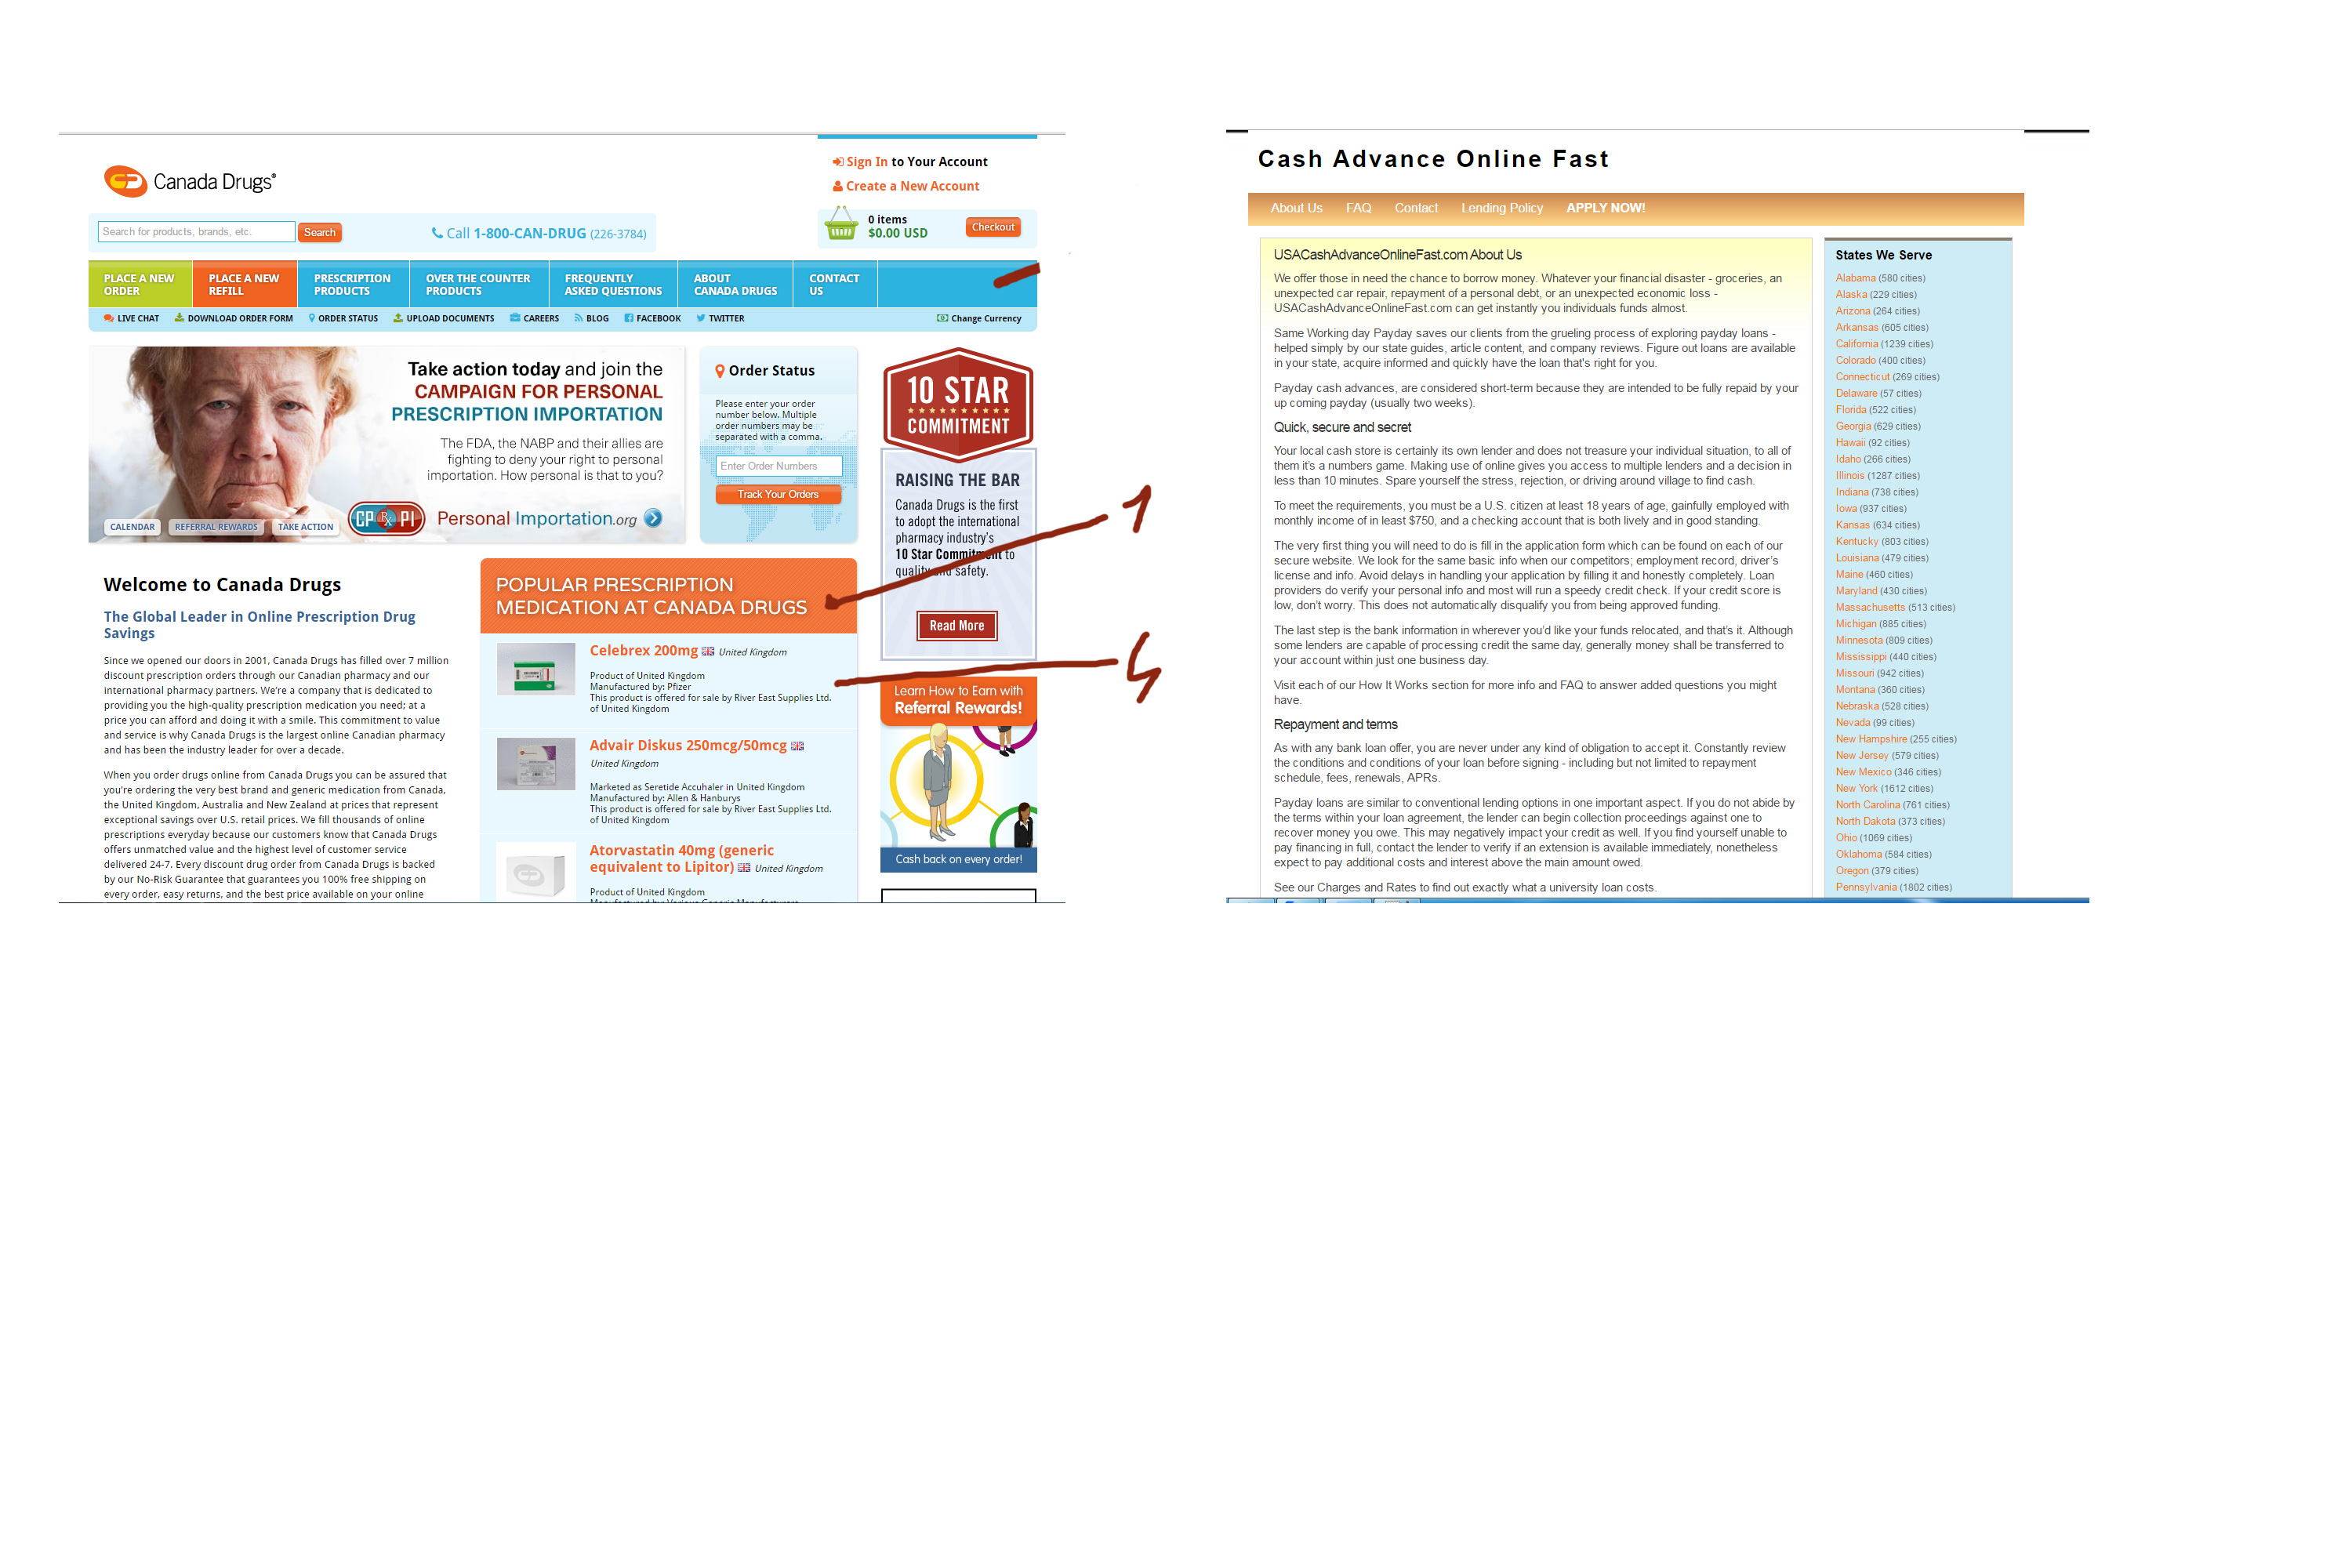 Canada Drugs®
Sign In to Your Account
Create a New Account
0 items
$0.00 USD
Checkout
Search for products, brands, etc.
Search
Call 1-800-CAN-DRUG (226-3784)
PLACE A NEW
ORDER
PLACE A NEW
REFILL
PRESCRIPTION
PRODUCTS
OVER THE COUNTER
PRODUCTS
FREQUENTLY
ASKED QUESTIONS
ABOUT
CANADA DRUGS
CONTACT
US
LIVE CHAT
DOWNLOAD ORDER FORM
ORDER STATUS
UPLOAD DOCUMENTS
CAREERS
BLOG
FACEBOOK
TWITTER
Change Currency
Take action today and join the
CAMPAIGN FOR PERSONAL
PRESCRIPTION IMPORTATION
The FDA, the NABP and their allies are
fighting to deny your right to personal
importation. How personal is that to you?
CALENDAR
REFERRAL REWARDS
TAKE ACTION
CP Rx PI
Personal Importation.org
Order Status
Please enter your order
number below. Multiple
order numbers may be
separated with a comma.
Enter Order Numbers
Track Your Orders
10 STAR
COMMITMENT
RAISING THE BAR
Canada Drugs is the first
to adopt the international
pharmacy industry's
10 Star Commitment to
quality and safety.
Read More
1
4
Welcome to Canada Drugs
The Global Leader in Online Prescription Drug
Savings
Since we opened our doors in 2001, Canada Drugs has filled over 7 million
discount prescription orders through our Canadian pharmacy and our
international pharmacy partners. We're a company that is dedicated to
providing you the high-quality prescription medication you need; at a
price you can afford and doing it with a smile. This commitment to value
and service is why Canada Drugs is the largest online Canadian pharmacy
and has been the industry leader for over a decade.
When you order drugs online from Canada Drugs you can be assured that
you're ordering the very best brand and generic medication from Canada,
the United Kingdom, Australia and New Zealand at prices that represent
exceptional savings over U.S. retail prices. We fill thousands of online
prescriptions everyday because our customers know that Canada Drugs
offers unmatched value and the highest level of customer service
delivered 24-7. Every discount drug order from Canada Drugs is backed
by our No-Risk Guarantee that guarantees you 100% free shipping on
every order, easy returns, and the best price available on your online
POPULAR PRESCRIPTION
MEDICATION AT CANADA DRUGS
Celebrex 200mg United Kingdom
Product of United Kingdom
Manufactured by: Pfizer
This product is offered for sale by River East Supplies Ltd.
of United Kingdom
Advair Diskus 250mcg/50mcg
United Kingdom
Marketed as Seretide Accuhaler in United Kingdom
Manufactured by: Allen & Hanburys
This product is offered for sale by River East Supplies Ltd.
of United Kingdom
Atorvastatin 40mg (generic
equivalent to Lipitor) United Kingdom
Product of United Kingdom
Manufactured by: Various Generic Manufacturers
Learn How to Earn with
Referral Rewards!
Cash back on every order!
Cash Advance Online Fast
About Us
FAQ
Contact
Lending Policy
APPLY NOW!
USACashAdvanceOnlineFast.com About Us
We offer those in need the chance to borrow money. Whatever your financial disaster - groceries, an
unexpected car repair, repayment of a personal debt, or an unexpected economic loss -
USACashAdvanceOnlineFast.com can get instantly you individuals funds almost.
Same Working day Payday saves our clients from the grueling process of exploring payday loans -
helped simply by our state guides, article content, and company reviews. Figure out loans are available
in your state, acquire informed and quickly have the loan that's right for you.
Payday cash advances, are considered short-term because they are intended to be fully repaid by your
up coming payday (usually two weeks).
Quick, secure and secret
Your local cash store is certainly its own lender and does not treasure your individual situation, to all of
them it's a numbers game. Making use of online gives you access to multiple lenders and a decision in
less than 10 minutes. Spare yourself the stress, rejection, or driving around village to find cash.
To meet the requirements, you must be a U.S. citizen at least 18 years of age, gainfully employed with
monthly income of in least $750, and a checking account that is both lively and in good standing.
The very first thing you will need to do is fill in the application form which can be found on each of our
secure website. We look for the same basic info when our competitors; employment record, driver's
license and info. Avoid delays in handling your application by filling it and honestly completely. Loan
providers do verify your personal info and most will run a speedy credit check. If your credit score is
low, don't worry. This does not automatically disqualify you from being approved funding.
The last step is the bank information in wherever you'd like your funds relocated, and that's it. Although
some lenders are capable of processing credit the same day, generally money shall be transferred to
your account within just one business day.
Visit each of our How It Works section for more info and FAQ to answer added questions you might
have.
Repayment and terms
As with any bank loan offer, you are never under any kind of obligation to accept it. Constantly review
the conditions and conditions of your loan before signing - including but not limited to repayment
schedule, fees, renewals, APRs.
Payday loans are similar to conventional lending options in one important aspect. If you do not abide by
the terms within your loan agreement, the lender can begin collection proceedings against one to
recover money you owe. This may negatively impact your credit as well. If you find yourself unable to
pay financing in full, contact the lender to verify if an extension is available immediately, nonetheless
expect to pay additional costs and interest above the main amount owed.
See our Charges and Rates to find out exactly what a university loan costs.
States We Serve
Alabama (580 cities)
Alaska (229 cities)
Arizona (264 cities)
Arkansas (605 cities)
California (1239 cities)
Colorado (400 cities)
Connecticut (269 cities)
Delaware (57 cities)
Florida (522 cities)
Georgia (629 cities)
Hawaii (92 cities)
Idaho (266 cities)
Illinois (1287 cities)
Indiana (738 cities)
Iowa (937 cities)
Kansas (634 cities)
Kentucky (803 cities)
Louisiana (479 cities)
Maine (460 cities)
Maryland (430 cities)
Massachusetts (513 cities)
Michigan (885 cities)
Minnesota (809 cities)
Mississippi (440 cities)
Missouri (942 cities)
Montana (360 cities)
Nebraska (528 cities)
Nevada (99 cities)
New Hampshire (255 cities)
New Jersey (579 cities)
New Mexico (346 cities)
New York (1612 cities)
North Carolina (761 cities)
North Dakota (373 cities)
Ohio (1069 cities)
Oklahoma (584 cities)
Oregon (379 cities)
Pennsylvania (1802 cities)